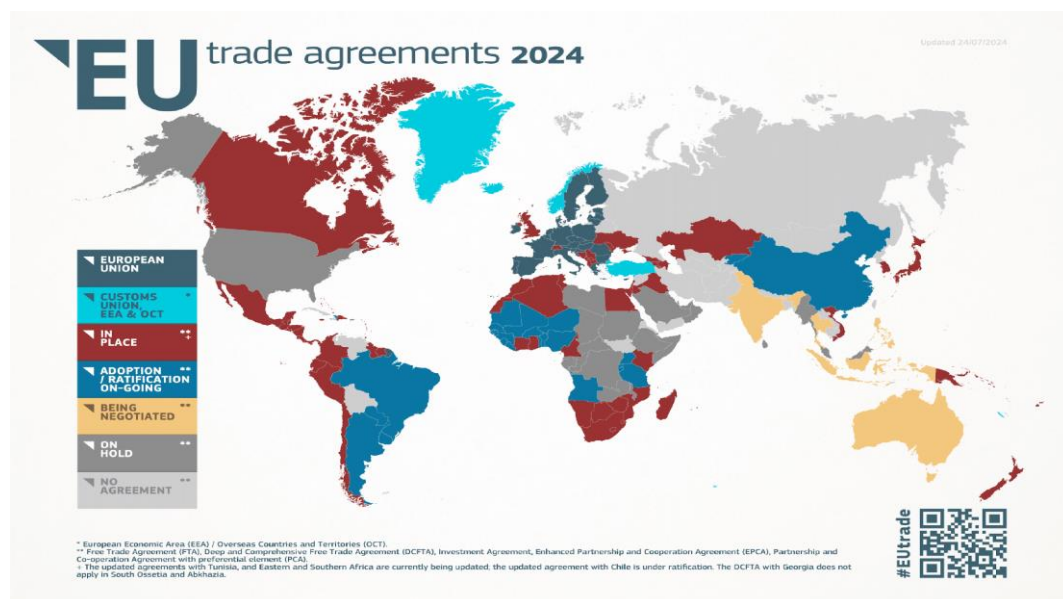 EU trade agreements 2024
Updated 24/07/2024
EUROPEAN
UNION
CUSTOMS *
UNION,
EEA & OCT
IN **
PLACE +
ADOPTION **
/ RATIFICATION
ON-GOING
BEING
NEGOTIATED **
ON **
HOLD
NO
AGREEMENT **
#EUtrade
* European Economic Area (EEA) / Overseas Countries and Territories (OCT).
** Free Trade Agreement (FTA), Deep and Comprehensive Free Trade Agreement (DCFTA), Investment Agreement, Enhanced Partnership and Cooperation Agreement (EPCA), Partnership and
Co-operation Agreement with preferential element (PCA).
+ The updated agreements with Tunisia, and Eastern and Southern Africa are currently being updated; the updated agreement with Chile is under ratification. The DCFTA with Georgia does not
apply in South Ossetia and Abkhazia.